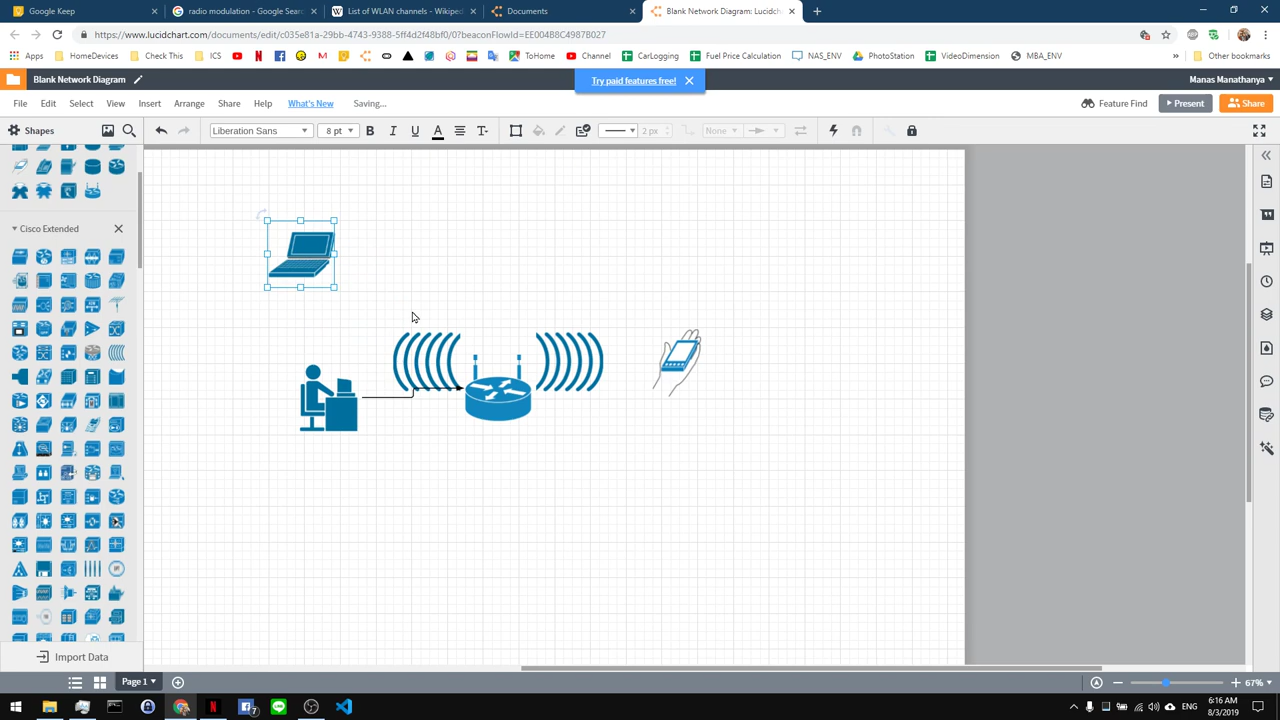 Google Keep
radio modulation - Google Sear
List of WLAN channels - Wikiped
Documents
Blank Network Diagram: Lucidch
https://www.lucidchart.com/documents/edit/c035e81a-29bb-4743-9388-5ff4d2f48bf0/0?beaconFlowId=EE004B8C4987B027
Apps
HomeDevices
Check This
ICS
ToHome
Channel
CarLogging
Fuel Price Calculation
NAS_ENV
PhotoStation
VideoDimension
MBA_ENV
»
Other bookmarks
Blank Network Diagram
Try paid features free!
Manas Manathanya
File
Edit
Select
View
Insert
Arrange
Share
Help
What's New
Saving...
Feature Find
Present
Share
Shapes
Liberation Sans
8 pt
B
I
U
A
T
2 px
None
Cisco Extended
Import Data
Page 1
67%
7
ENG
6:16 AM
8/3/2019